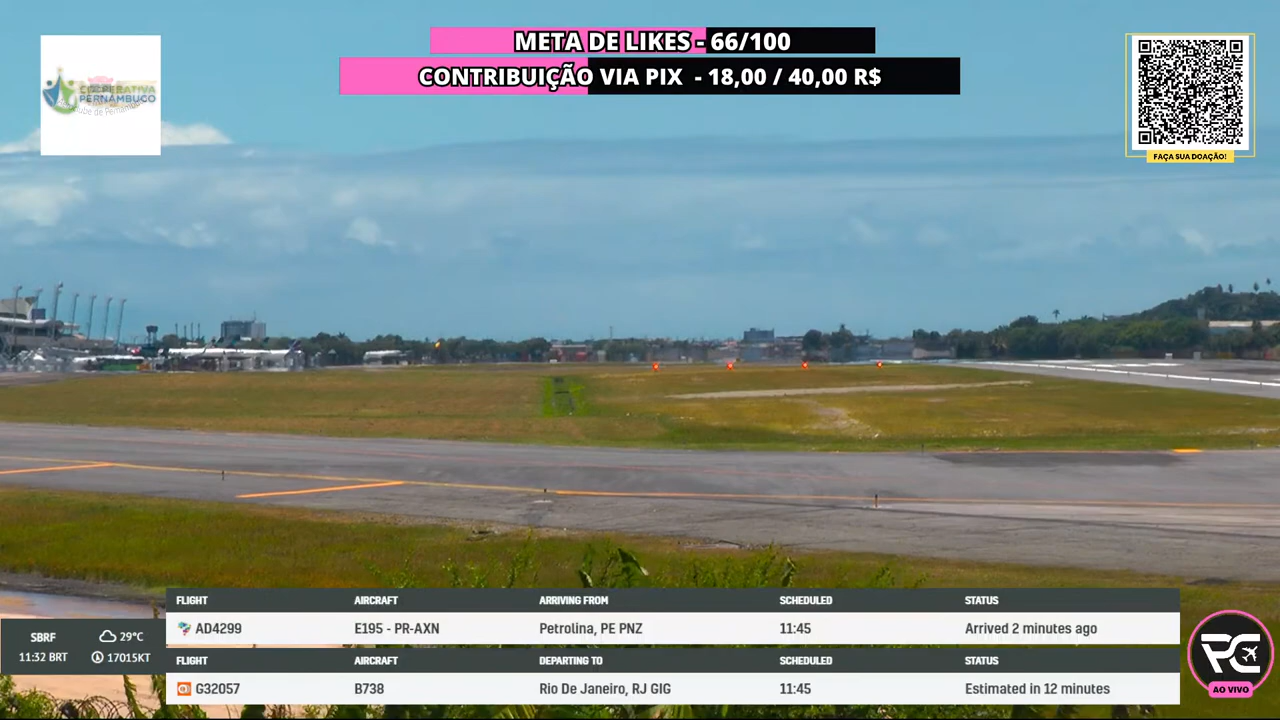 META DE LIKES - 66/100
CONTRIBUIÇÃO VIA PIX - 18,00 / 40,00 R$
COOPERATIVA
PERNAMBUCO
FAÇA SUA DOAÇÃO!
FLIGHT AIRCRAFT ARRIVING FROM SCHEDULED STATUS
AD4299 E195 - PR-AXN Petrolina, PE PNZ 11:45 Arrived 2 minutes ago
FLIGHT AIRCRAFT DEPARTING TO SCHEDULED STATUS
G32057 B738 Rio De Janeiro, RJ GIG 11:45 Estimated in 12 minutes
SBRF 29°C
11:32 BRT 17015KT
PC
AO VIVO